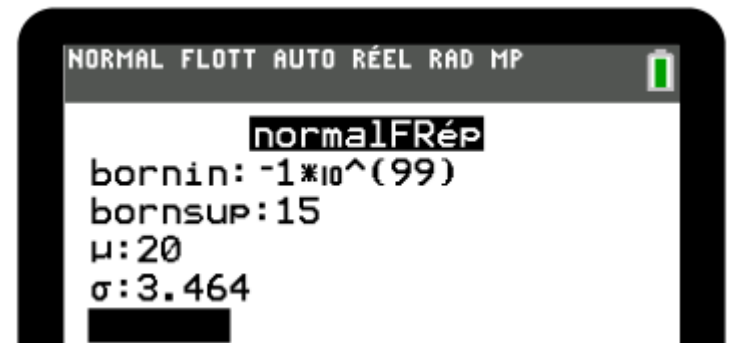 NORMAL FLOTT AUTO RÉEL RAD MP
normalFRép
bornin:-1*10^(99)
bornsup:15
μ:20
σ:3.464